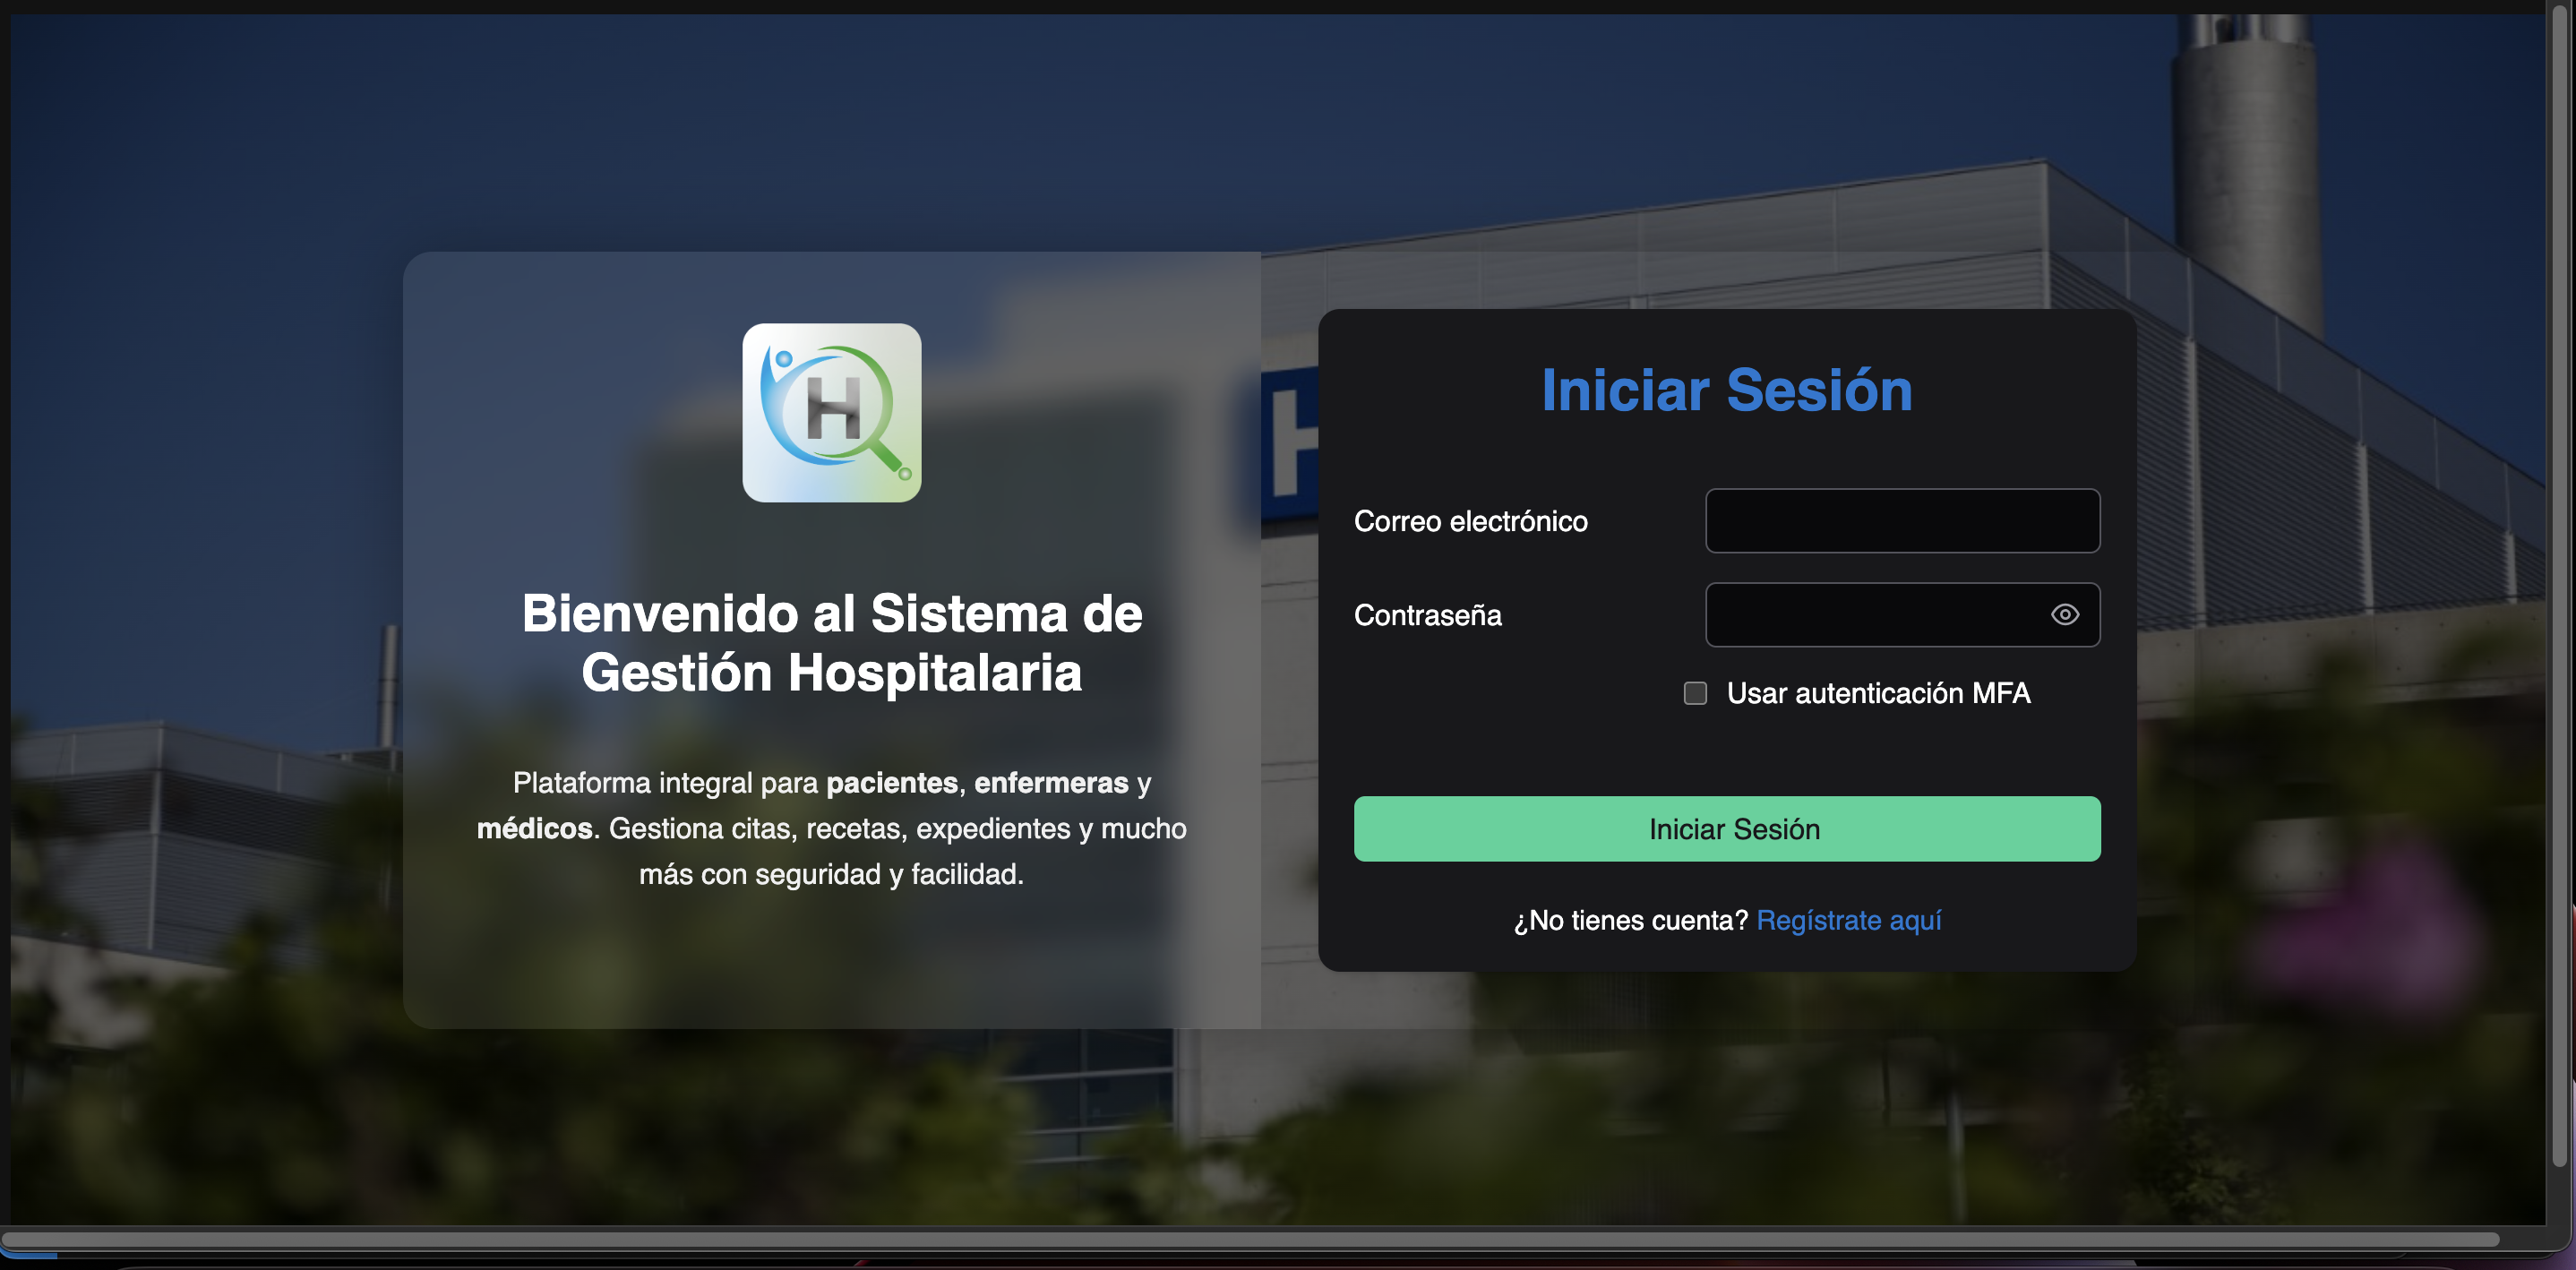 H
Bienvenido al Sistema de
Gestión Hospitalaria
Plataforma integral para pacientes, enfermeras y
médicos. Gestiona citas, recetas, expedientes y mucho
más con seguridad y facilidad.
H
Iniciar Sesión
Correo electrónico
Contraseña
Usar autenticación MFA
Iniciar Sesión
¿No tienes cuenta? Regístrate aquí